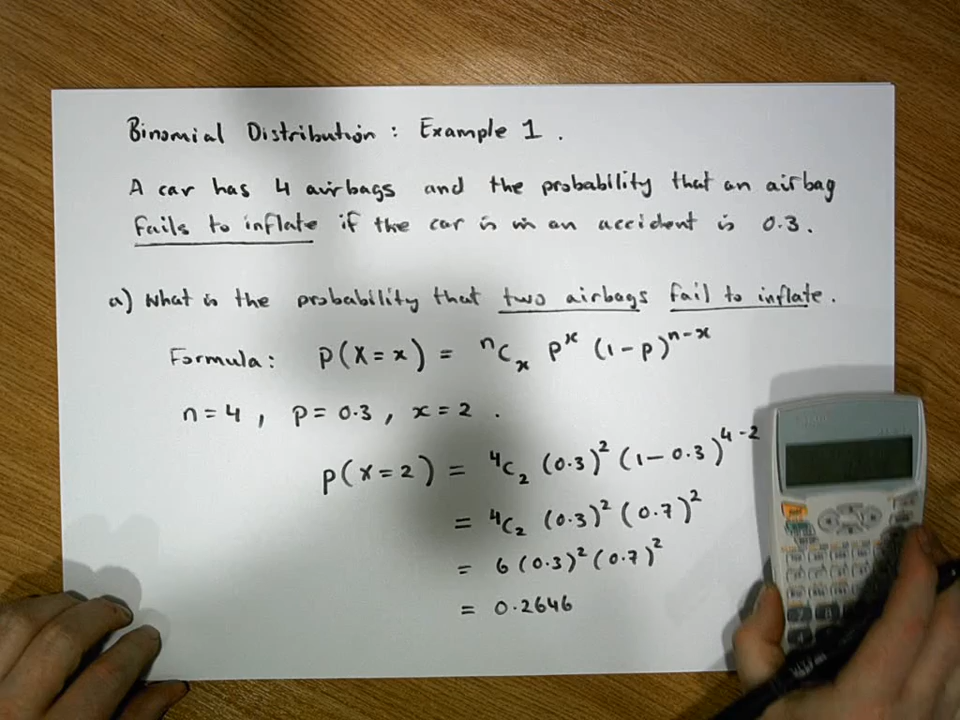 Binomial Distribution : Example 1 .
A car has 4 airbags and the probability that an airbag
fails to inflate if the car is in an accident is 0.3 .
a) What is the probability that two airbags fail to inflate .
Formula : P(X=x) = ⁿCₓ pˣ (1-p)ⁿ⁻ˣ
n=4 , p=0.3 , x=2 .
P(X=2) = ⁴C₂ (0.3)² (1-0.3)⁴⁻²
= ⁴C₂ (0.3)² (0.7)²
= 6 (0.3)² (0.7)²
= 0.2646